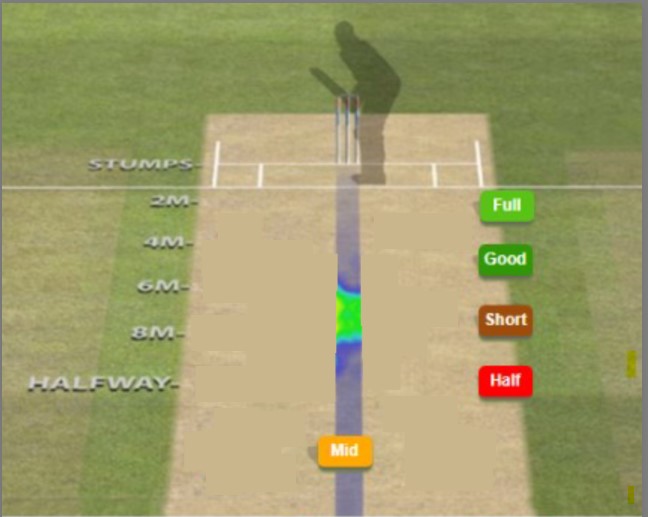 STUMPS-
2M-
Full
4M-
Good
6M-
Short
8M-
HALFWAY-
Half
Mid